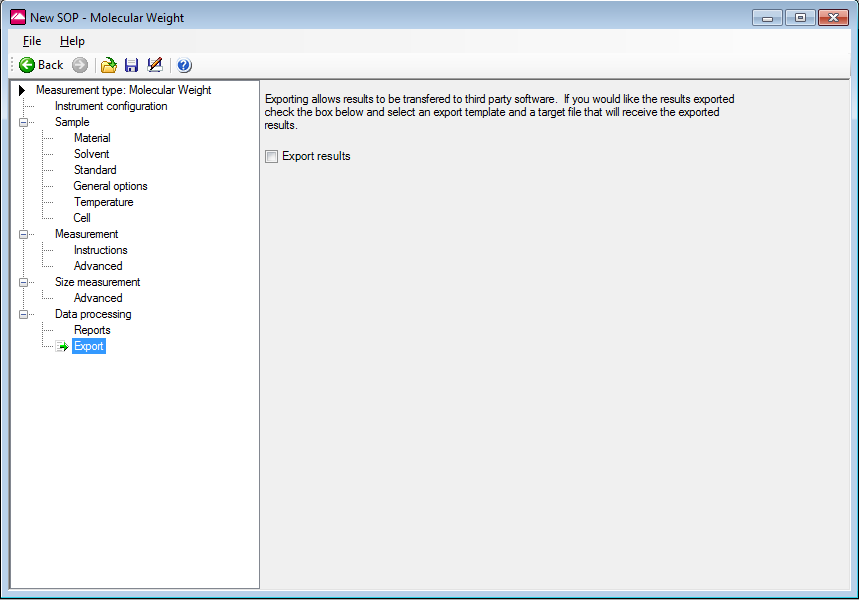 New SOP - Molecular Weight
File Help
Back
Measurement type: Molecular Weight
Instrument configuration
Sample
Material
Solvent
Standard
General options
Temperature
Cell
Measurement
Instructions
Advanced
Size measurement
Advanced
Data processing
Reports
Export
Exporting allows results to be transfered to third party software. If you would like the results exported
check the box below and select an export template and a target file that will receive the exported
results.
Export results